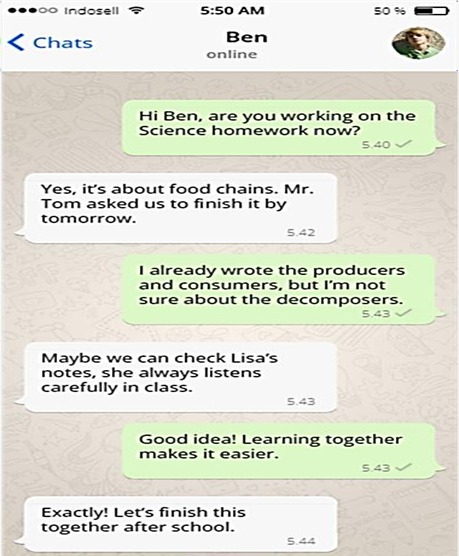 Indosell 5:50 AM 50 %
Chats Ben
online
Hi Ben, are you working on the
Science homework now?
5.40
Yes, it's about food chains. Mr.
Tom asked us to finish it by
tomorrow.
5.42
I already wrote the producers
and consumers, but I'm not
sure about the decomposers.
5.43
Maybe we can check Lisa's
notes, she always listens
carefully in class.
5.43
Good idea! Learning together
makes it easier.
5.43
Exactly! Let's finish this
together after school.
5.44